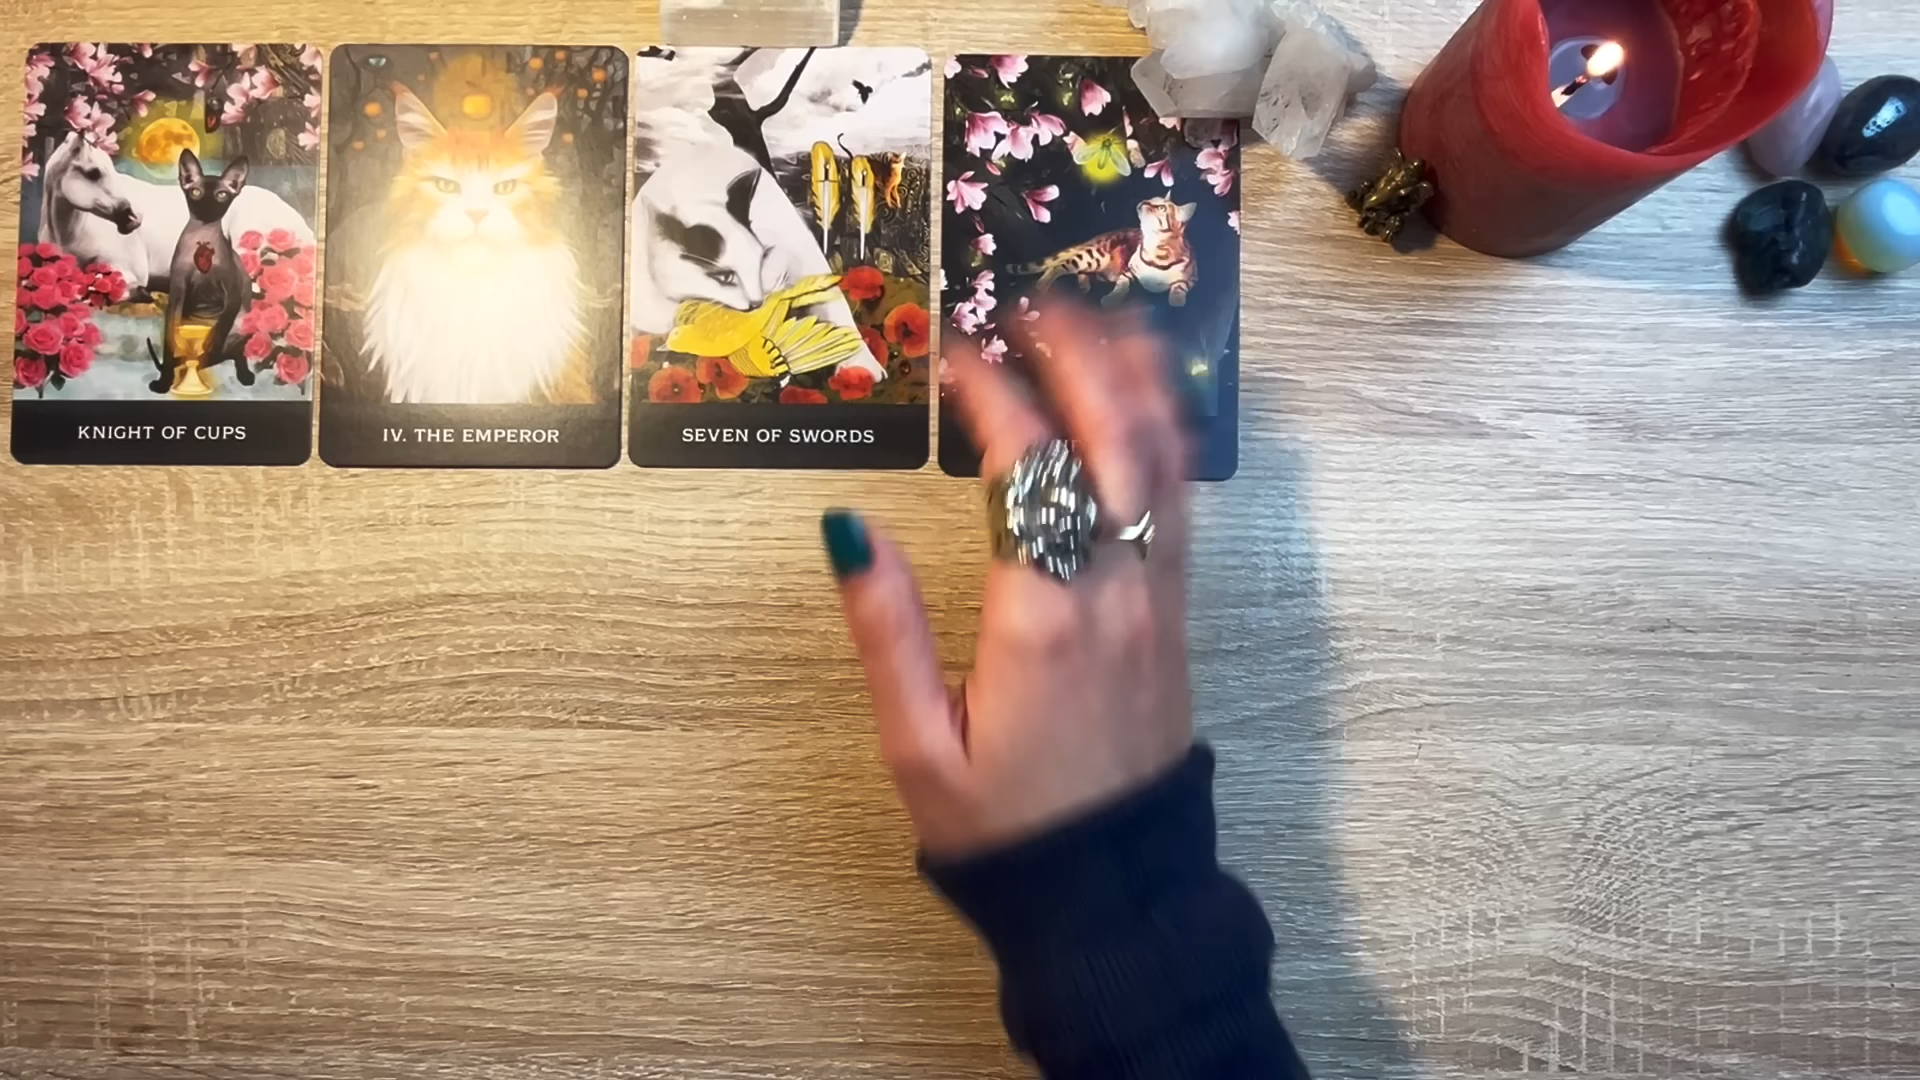 KNIGHT OF CUPS
IV. THE EMPEROR
SEVEN OF SWORDS